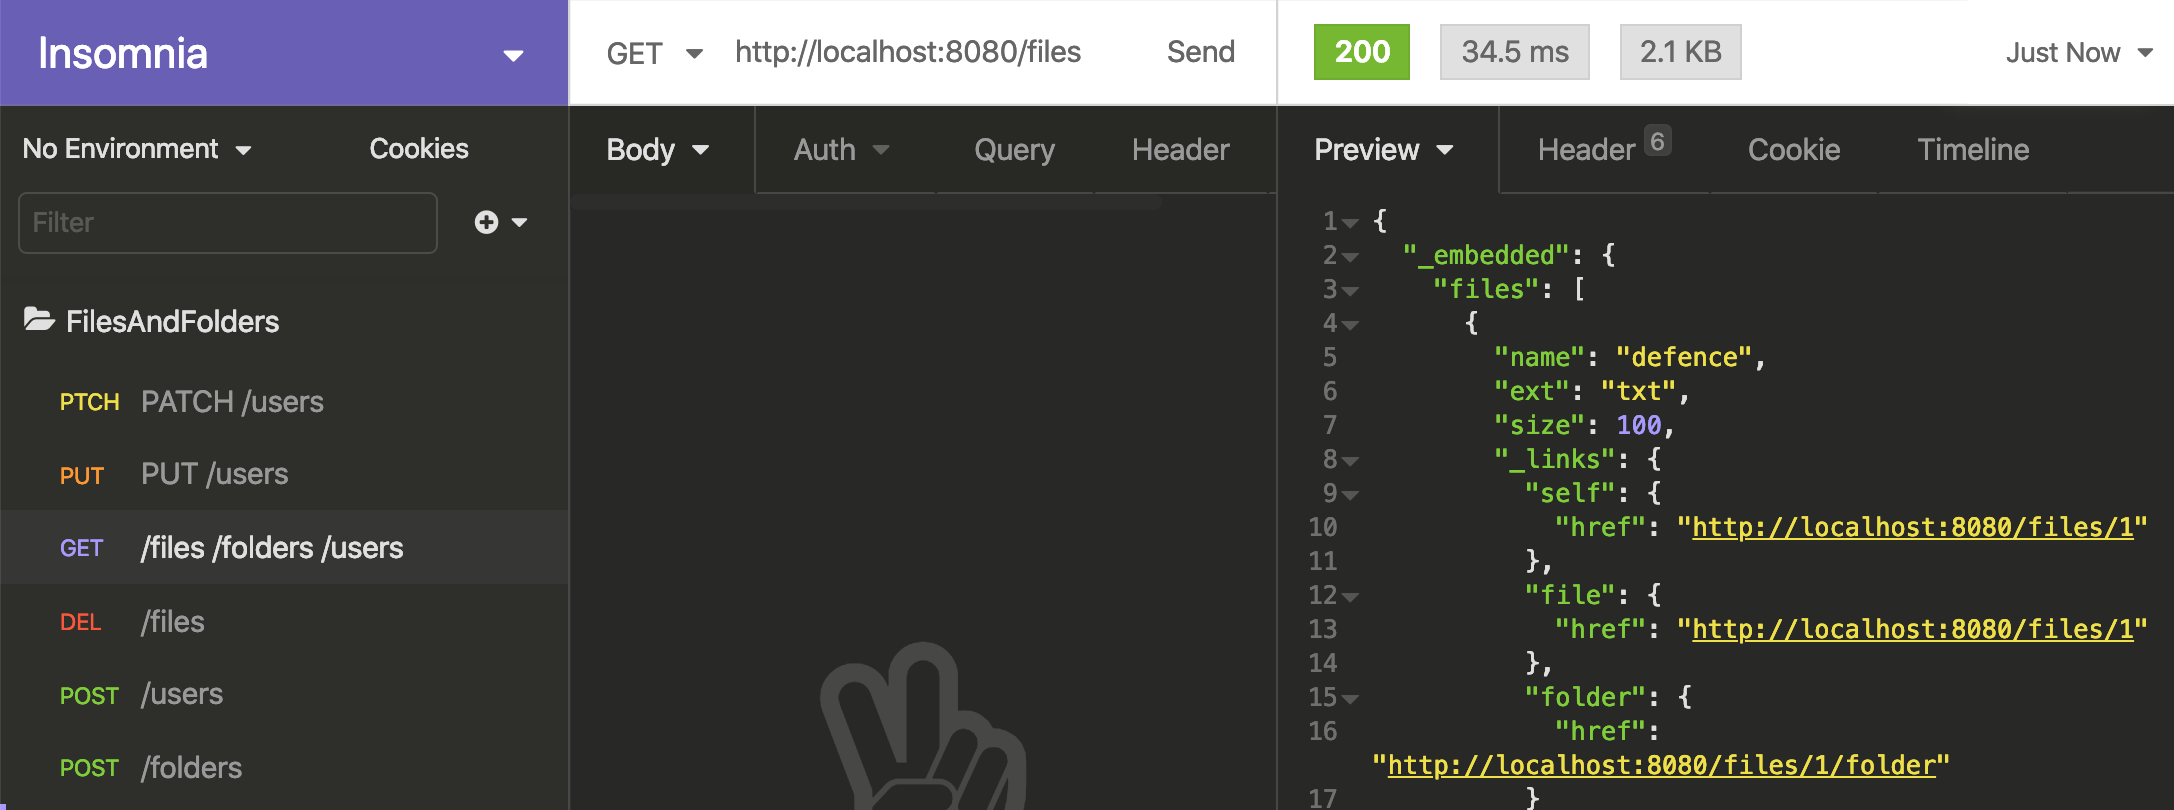 Insomnia
GET http://localhost:8080/files Send
200 34.5 ms 2.1 KB Just Now
No Environment Cookies
Filter
FilesAndFolders
PTCH PATCH /users
PUT PUT /users
GET /files /folders /users
DEL /files
POST /users
POST /folders
Body Auth Query Header
Preview Header 6 Cookie Timeline
1 {
2 "_embedded": {
3 "files": [
4 {
5 "name": "defence",
6 "ext": "txt",
7 "size": 100,
8 "_links": {
9 "self": {
10 "href": "http://localhost:8080/files/1"
11 },
12 "file": {
13 "href": "http://localhost:8080/files/1"
14 },
15 "folder": {
16 "href":
"http://localhost:8080/files/1/folder"
17 }